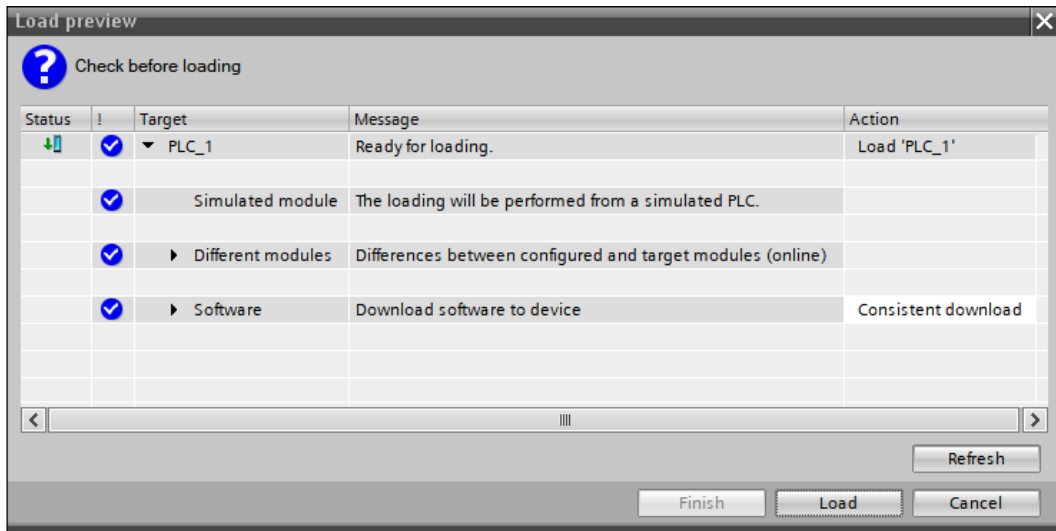 Load preview
Check before loading
Status ! Target Message Action
PLC_1 Ready for loading. Load 'PLC_1'
Simulated module The loading will be performed from a simulated PLC.
Different modules Differences between configured and target modules (online)
Software Download software to device Consistent download
Refresh
Finish Load Cancel